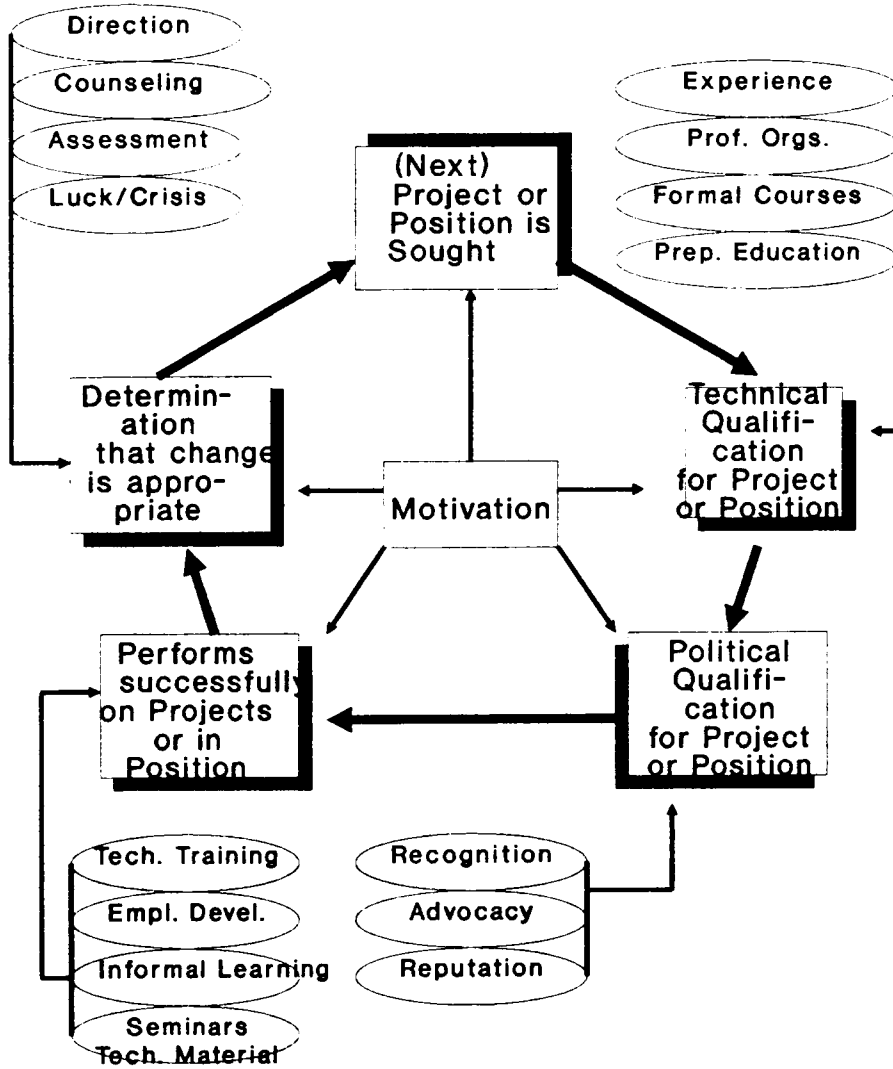 Direction
Counseling
Assessment
Luck/Crisis
Experience
Prof. Orgs.
Formal Courses
Prep. Education
(Next)
Project or
Position is
Sought
Determin-
ation
that change
is appro-
priate
Motivation
Technical
Qualifi-
cation
for Project
or Position
Performs
successfully
on Projects
or in
Position
Political
Qualifi-
cation
for Project
or Position
Tech. Training
Empl. Devel.
Informal Learning
Seminars
Tech. Material
Recognition
Advocacy
Reputation